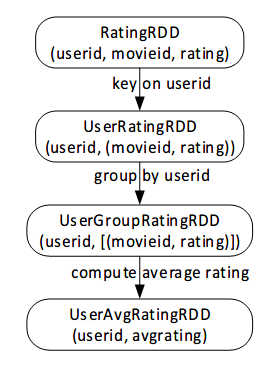 RatingRDD
(userid, movieid, rating)
key on userid
UserRatingRDD
(userid, (movieid, rating))
group by userid
UserGroupRatingRDD
(userid, [(movieid, rating)])
compute average rating
UserAvgRatingRDD
(userid, avgrating)